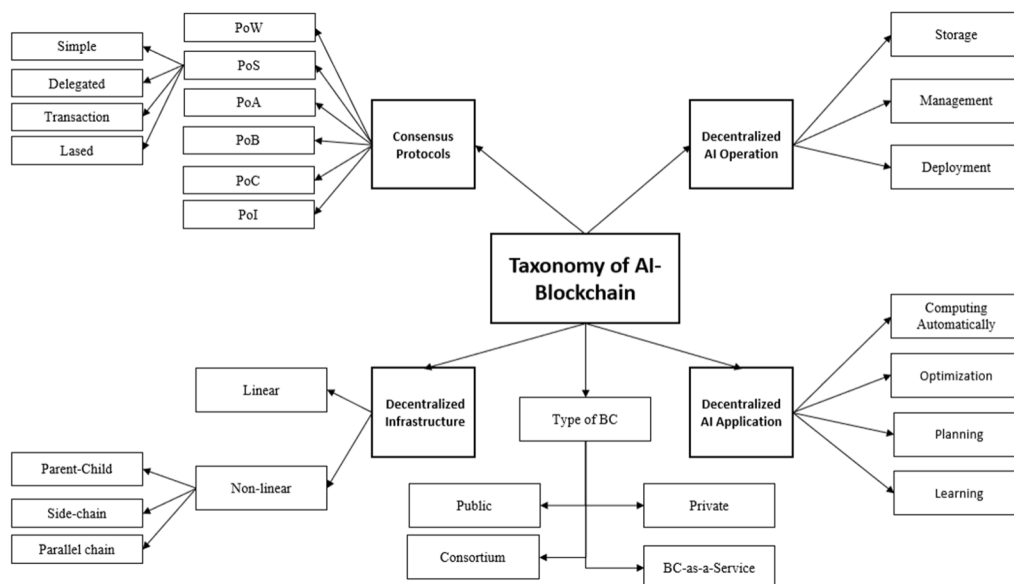 PoW
Simple
PoS
Delegated
PoA
Transaction
PoB
Lased
PoC
PoI
Consensus
Protocols
Decentralized
AI Operation
Storage
Management
Deployment
Taxonomy of AI-
Blockchain
Linear
Decentralized
Infrastructure
Non-linear
Parent-Child
Side-chain
Parallel chain
Type of BC
Public
Private
Consortium
BC-as-a-Service
Decentralized
AI Application
Computing
Automatically
Optimization
Planning
Learning